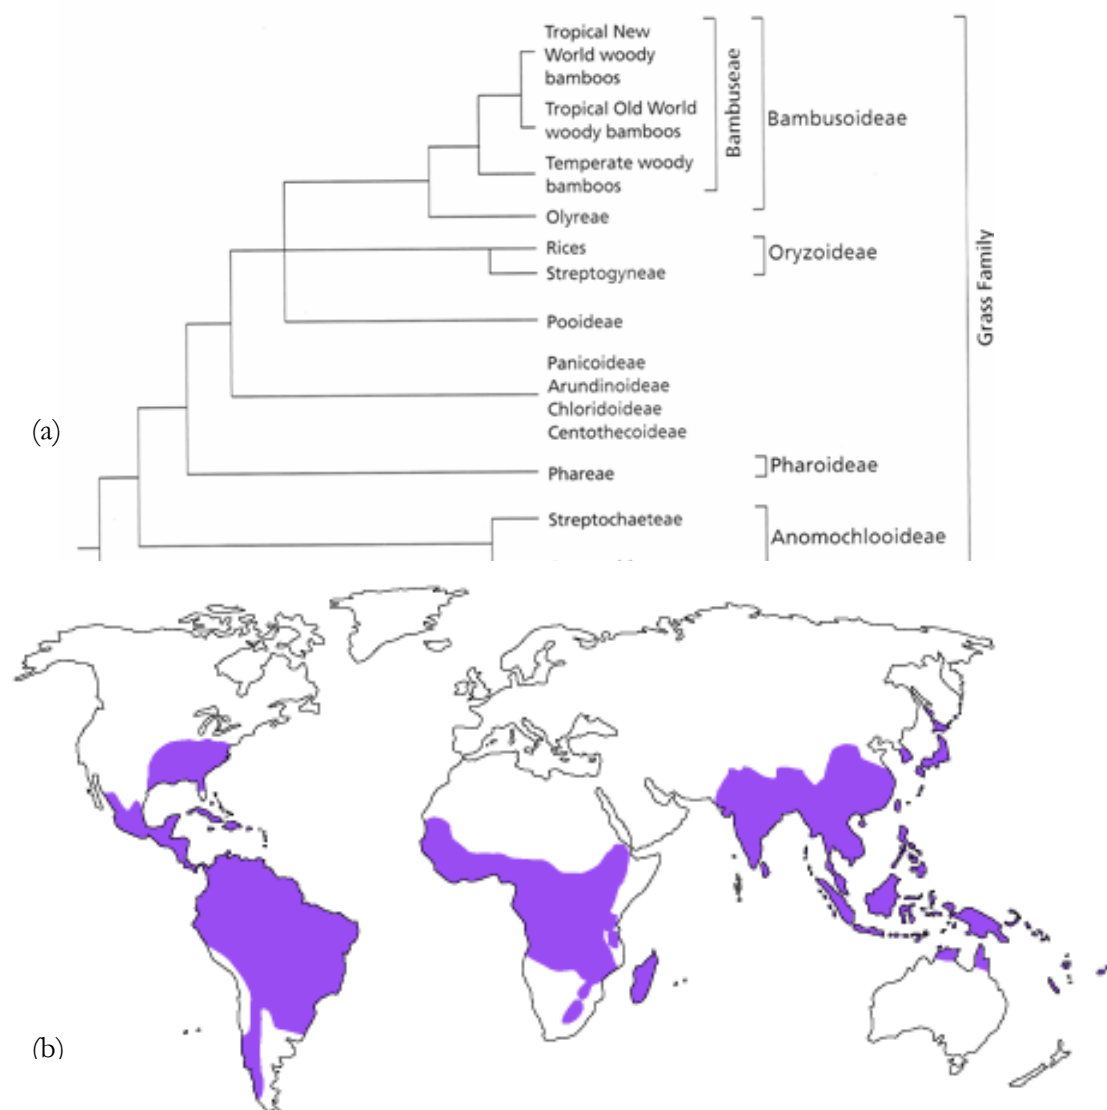 Tropical New
World woody
bamboos
Tropical Old World
woody bamboos
Temperate woody
bamboos
Bambuseae
Bambusoideae
Olyreae
Rices
Streptogyneae
Oryzoideae
Grass Family
Pooideae
Panicoideae
Arundinoideae
Chloridoideae
Centothecoideae
(a)
Phareae
Pharoideae
Streptochaeteae
Anomochlooideae
(b)